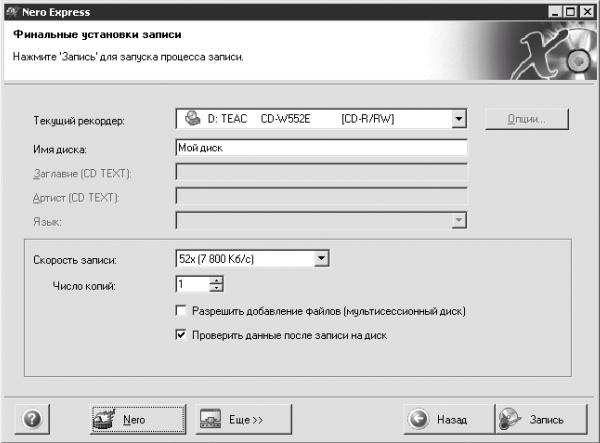 Nero Express
Финальные установки записи
Нажмите 'Запись' для запуска процесса записи.
Текущий рекордер: D: TEAC CD-W552E [CD-R/RW] Опции...
Имя диска: Мой диск
Заглавие (CD TEXT):
Артист (CD TEXT):
Язык:
Скорость записи: 52x (7 800 Кб/с)
Число копий: 1
Разрешить добавление файлов (мультисессионный диск)
Проверить данные после записи на диск
? Nero Еще >> Назад Запись